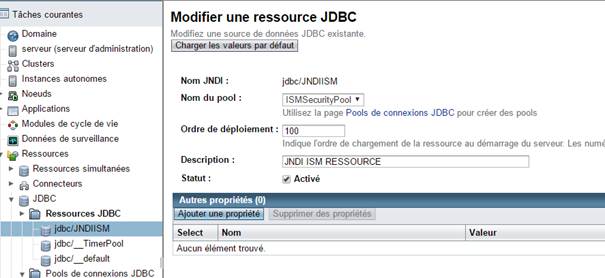 Tâches courantes
Domaine
serveur (serveur d'administration)
Clusters
Instances autonomes
Noeuds
Applications
Modules de cycle de vie
Données de surveillance
Ressources
Ressources simultanées
Connecteurs
JDBC
Ressources JDBC
jdbc/JNDIISM
jdbc/__TimerPool
jdbc/__default
Pools de connexions JDBC
Modifier une ressource JDBC
Modifiez une source de données JDBC existante.
Charger les valeurs par défaut
Nom JNDI : jdbc/JNDIISM
Nom du pool : ISMSecurityPool
Utilisez la page Pools de connexions JDBC pour créer des pools
Ordre de déploiement : 100
Indique l'ordre de chargement de la ressource au démarrage du serveur. Les
Description : JNDI ISM RESSOURCE
Statut : Activé
Autres propriétés (0)
Ajouter une propriété Supprimer des propriétés
Select Nom Valeur
Aucun élément trouvé.